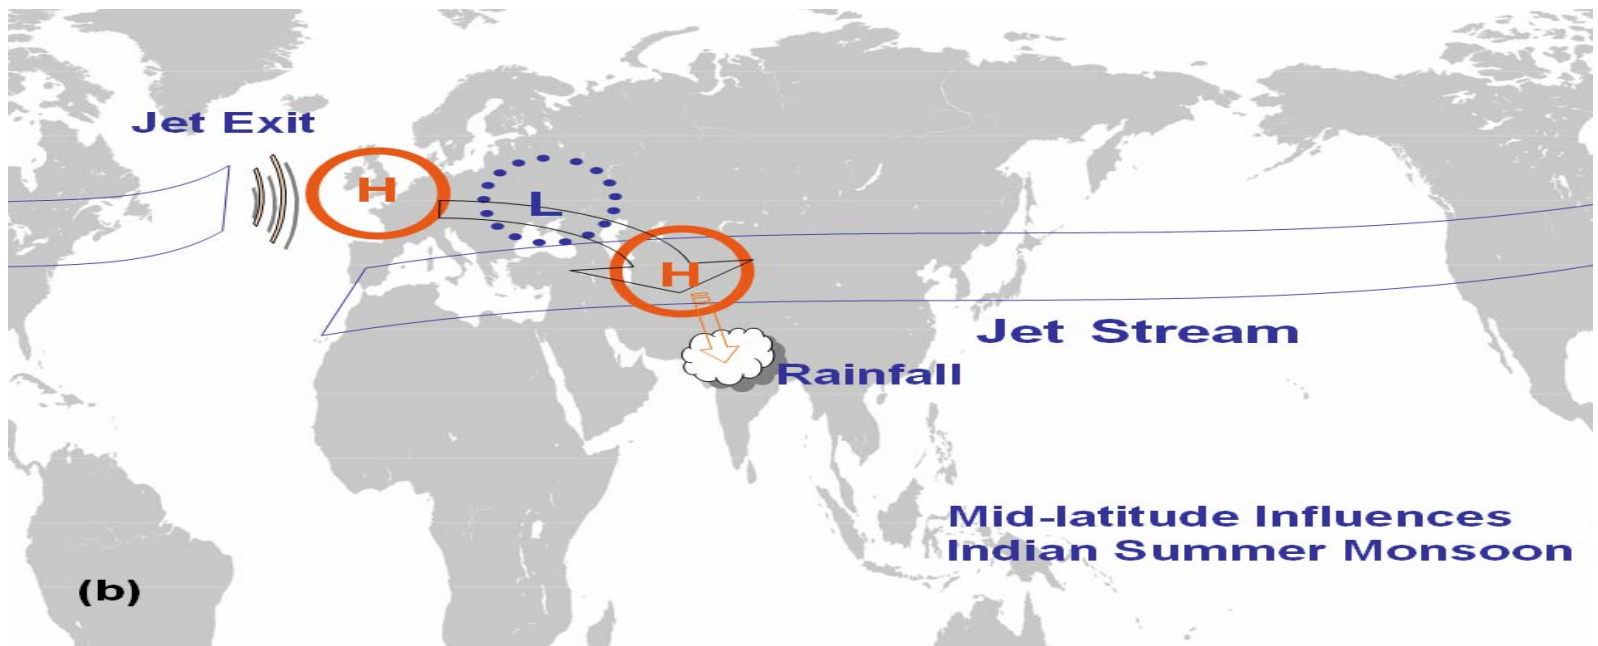 Jet Exit
H
L
H
Jet Stream
Rainfall
Mid-latitude Influences
Indian Summer Monsoon
(b)